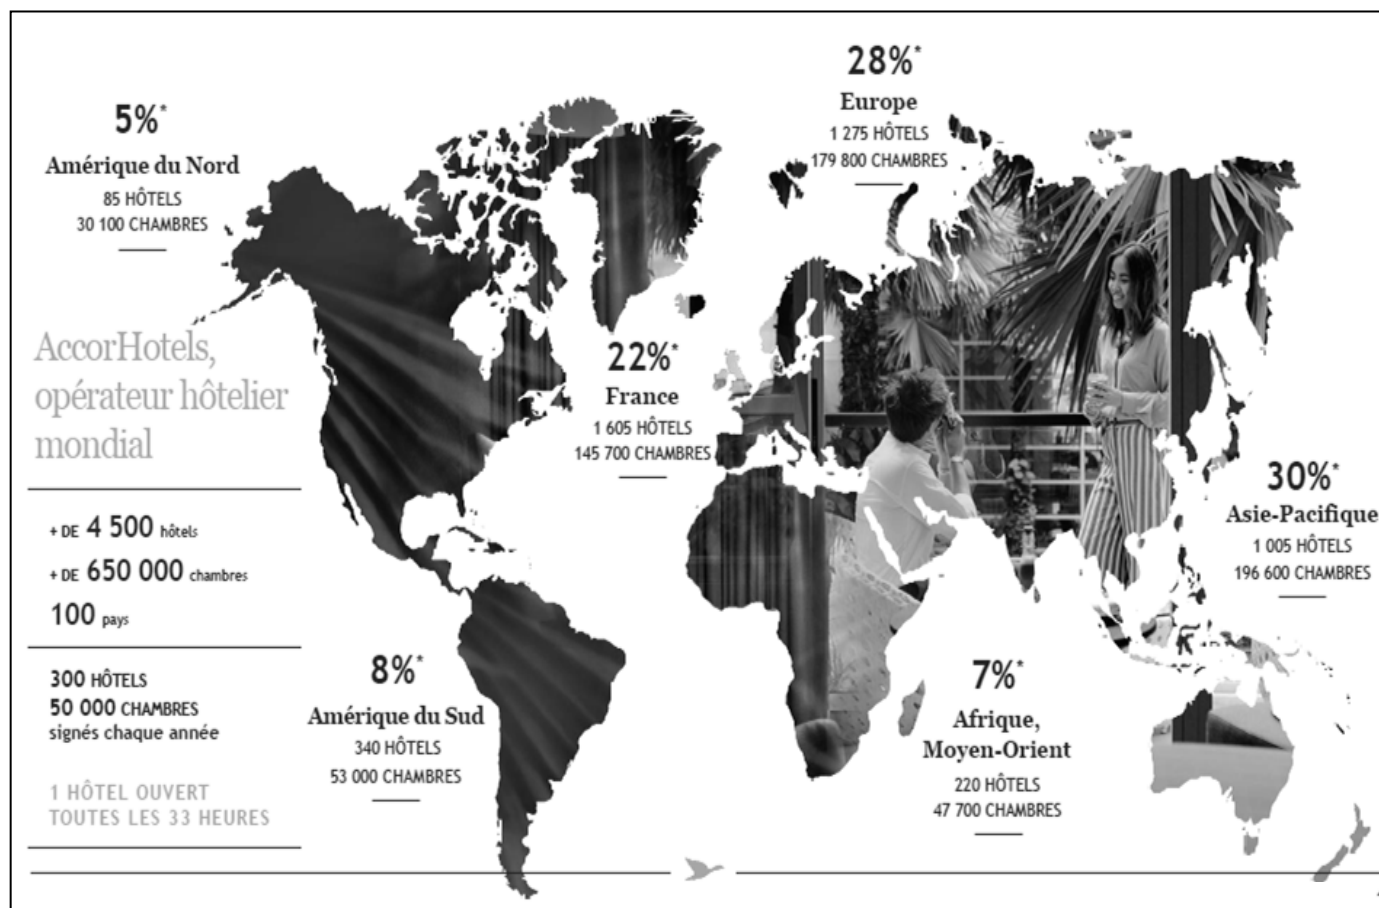 28%*
Europe
1 275 HÔTELS
179 800 CHAMBRES
5%*
Amérique du Nord
85 HÔTELS
30 100 CHAMBRES
AccorHotels,
opérateur hôtelier
mondial
22%*
France
1 605 HÔTELS
145 700 CHAMBRES
30%*
Asie-Pacifique
1 005 HÔTELS
196 600 CHAMBRES
+ DE 4 500 hôtels
+ DE 650 000 chambres
100 pays
300 HÔTELS
50 000 CHAMBRES
signés chaque année
8%*
Amérique du Sud
340 HÔTELS
53 000 CHAMBRES
7%*
Afrique,
Moyen-Orient
220 HÔTELS
47 700 CHAMBRES
1 HÔTEL OUVERT
TOUTES LES 33 HEURES